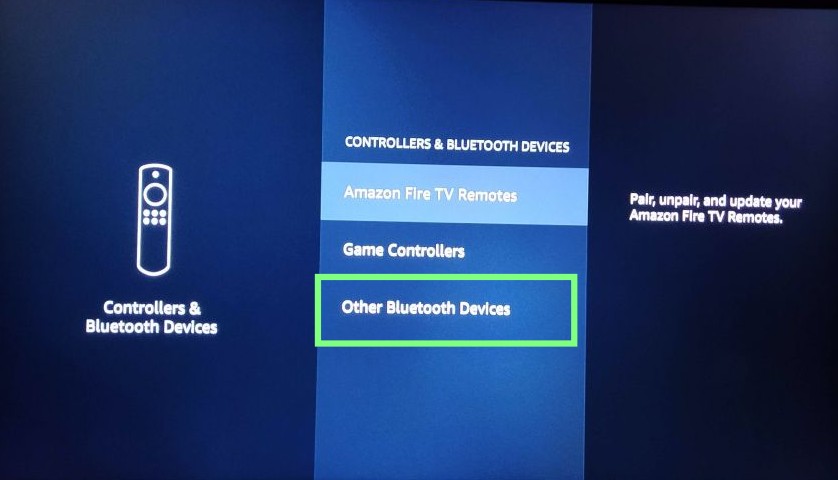 CONTROLLERS & BLUETOOTH DEVICES
Amazon Fire TV Remotes
Game Controllers
Other Bluetooth Devices
Controllers &
Bluetooth Devices
Pair, unpair, and update your
Amazon Fire TV Remotes.